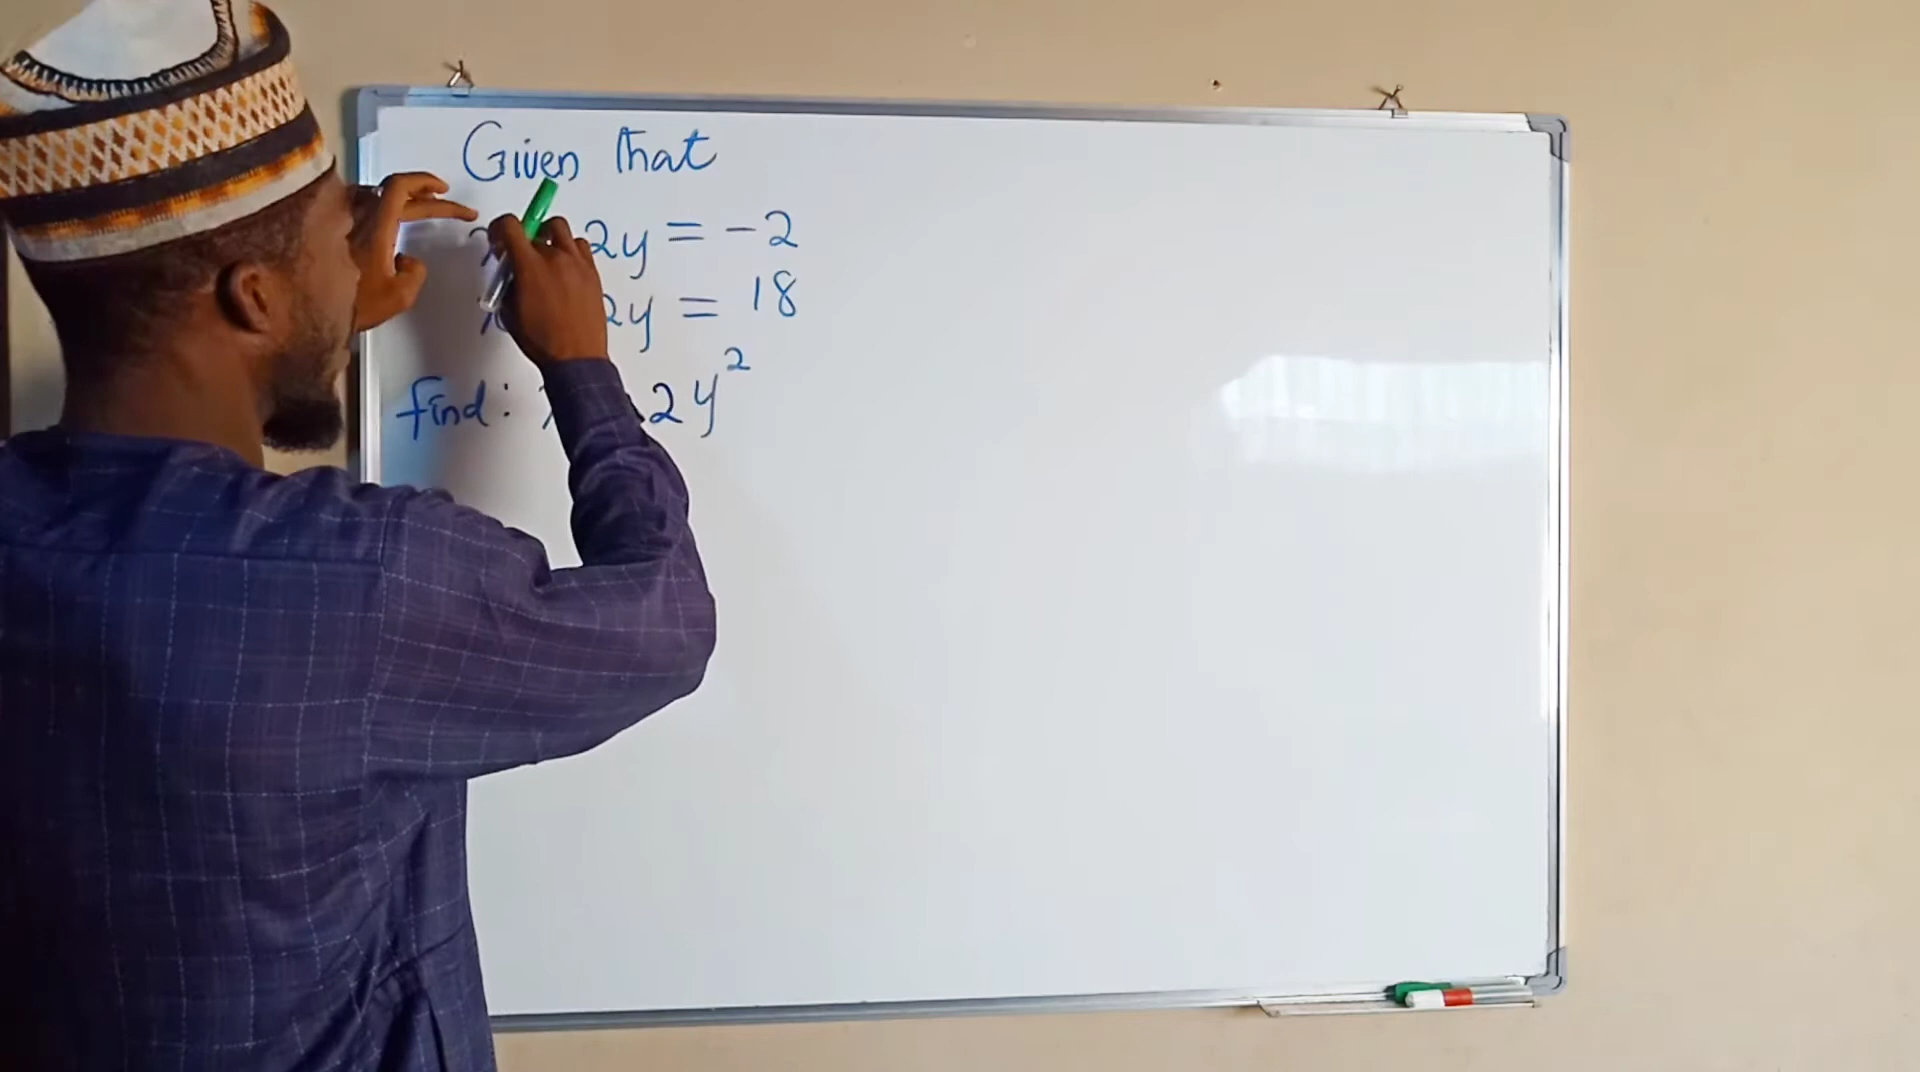 Given that
x 2y = -2
x 2y = 18
find: x 2y²